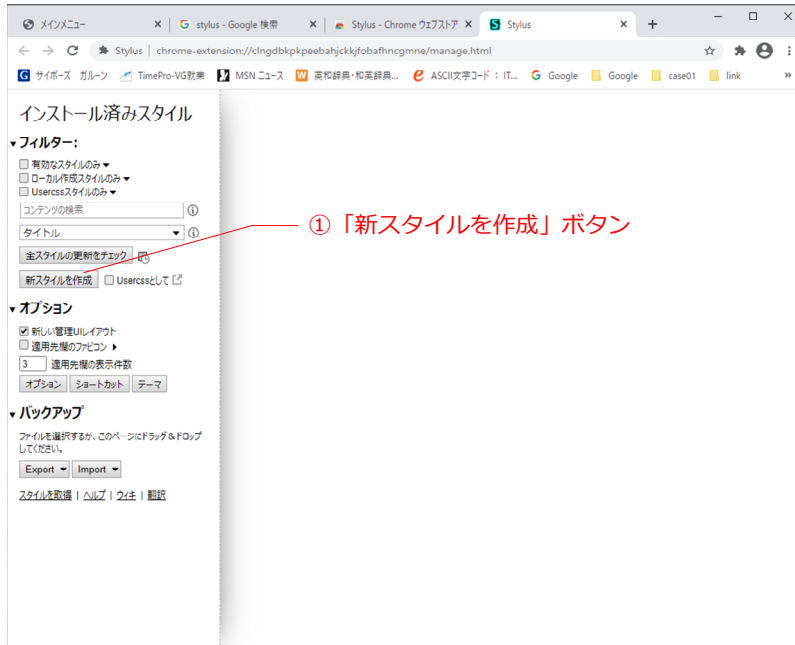 メインメニュー
stylus - Google 検索
Stylus - Chrome ウェブストア
Stylus
Stylus | chrome-extension://clngdbkpkpeebahjckkjfobafhncgmne/manage.html
サイボーズ ガルーン
TimePro-VG就業
MSN ニュース
英和辞典・和英辞典...
ASCII文字コード : IT...
Google
Google
case01
link
»
インストール済みスタイル
フィルター:
有効なスタイルのみ
ローカル作成スタイルのみ
Usercssスタイルのみ
コンテンツの検索
タイトル
全スタイルの更新をチェック
新スタイルを作成
Usercssとして
①「新スタイルを作成」ボタン
オプション
新しい管理UIレイアウト
適用先欄のファビコン
3 適用先欄の表示件数
オプション ショートカット テーマ
バックアップ
ファイルを選択するか、このページにドラッグ&ドロップ
してください。
Export Import
スタイルを取得 | ヘルプ | ウィキ | 翻訳